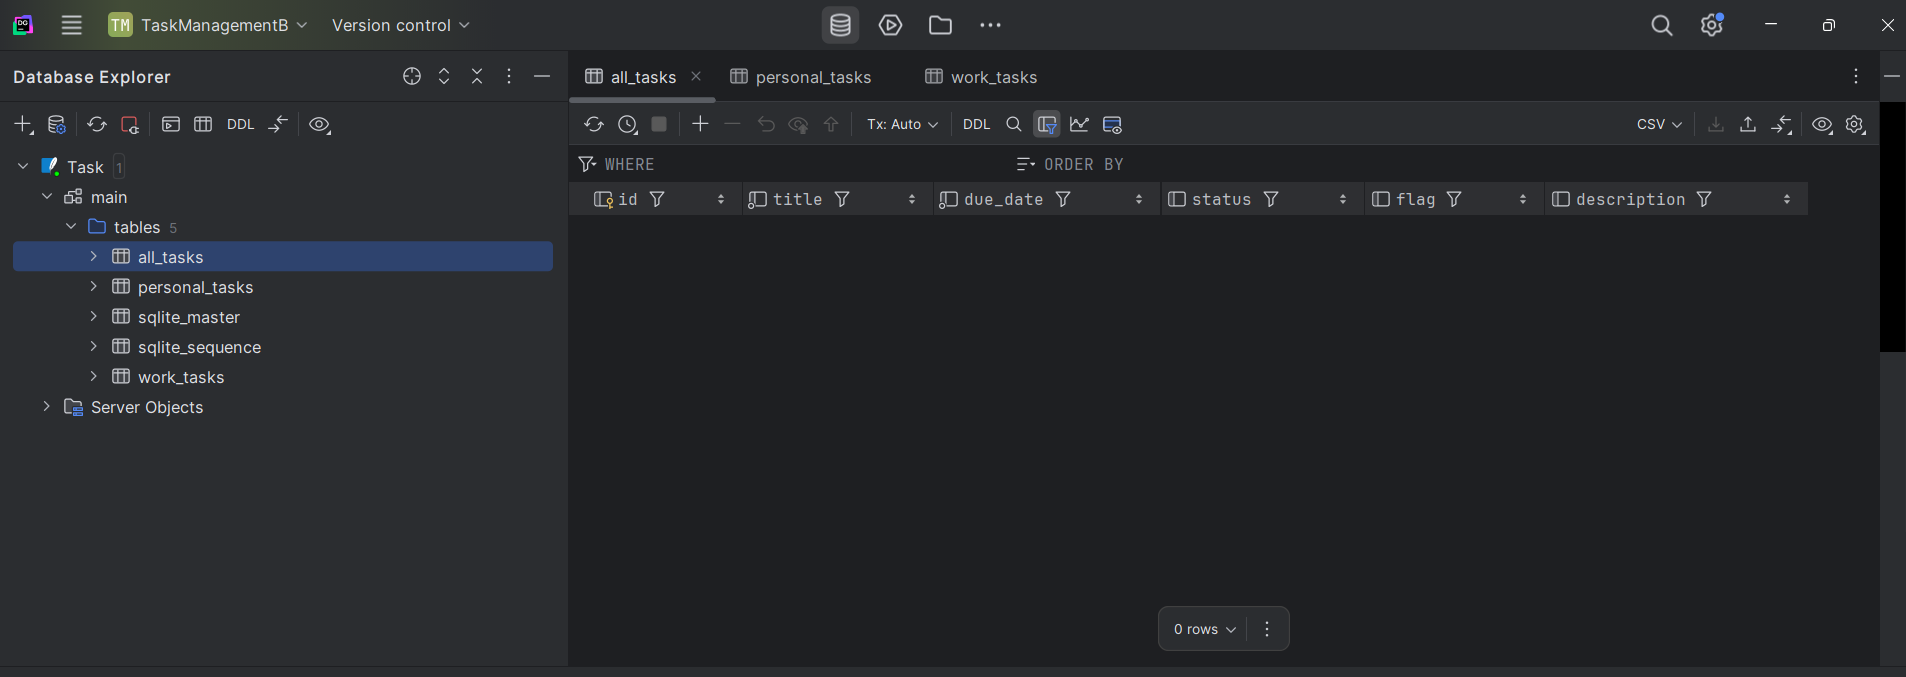 TM TaskManagementB Version control
Database Explorer
DDL
Task 1
main
tables 5
all_tasks
personal_tasks
sqlite_master
sqlite_sequence
work_tasks
Server Objects
all_tasks personal_tasks work_tasks
Tx: Auto DDL CSV
WHERE ORDER BY
id title due_date status flag description
0 rows